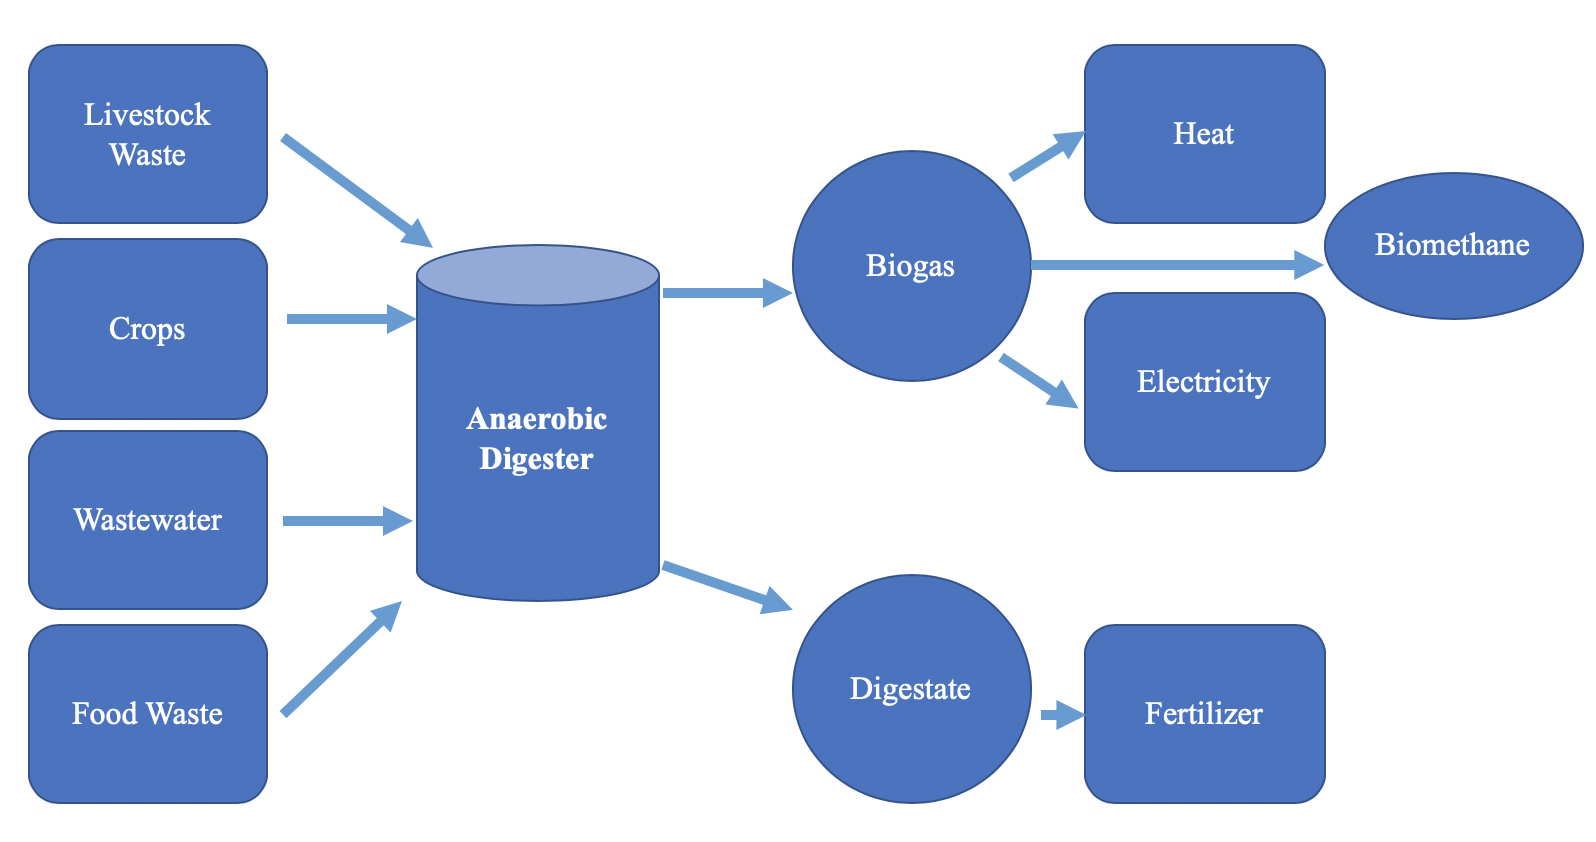 Livestock
Waste
Crops
Wastewater
Food Waste
Anaerobic
Digester
Biogas
Digestate
Heat
Biomethane
Electricity
Fertilizer